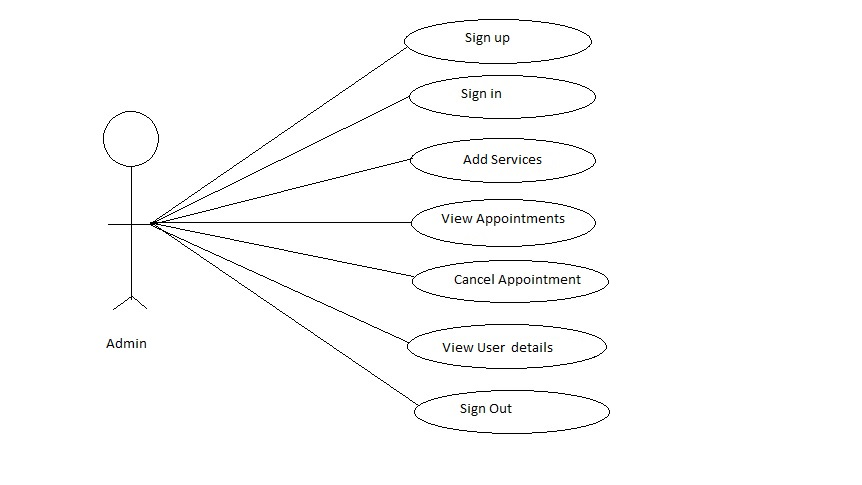 Sign up
Sign in
Add Services
View Appointments
Cancel Appointment
View User details
Sign Out
Admin